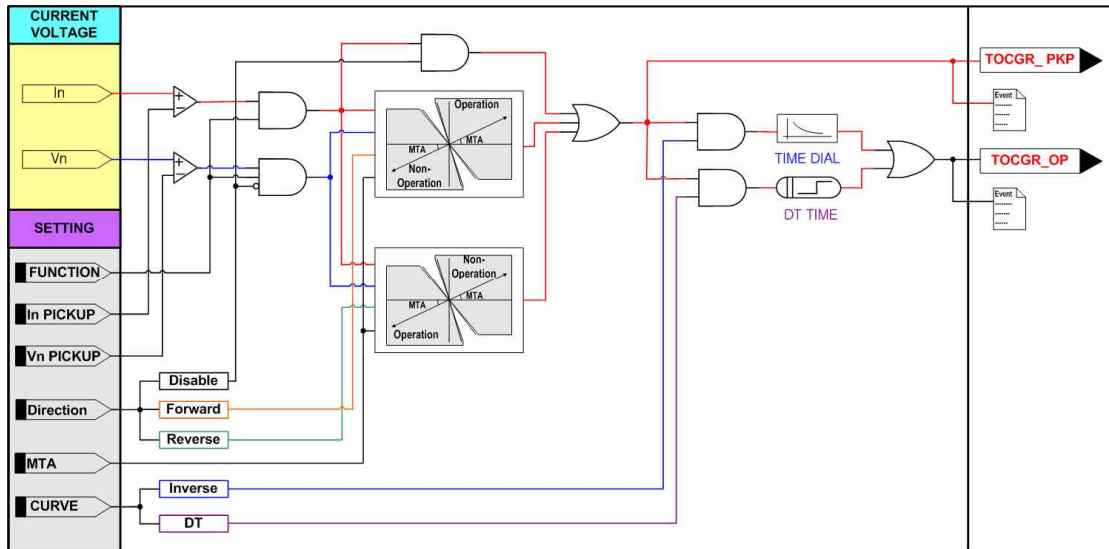 CURRENT
VOLTAGE
In
Vn
SETTING
FUNCTION
In PICKUP
Vn PICKUP
Direction
MTA
CURVE
Disable
Forward
Reverse
Inverse
DT
+
−
+
−
Operation
MTA
MTA
Non-
Operation
Non-
Operation
MTA
MTA
Operation
TIME DIAL
DT TIME
TOCGR_ PKP
Event
TOCGR_OP
Event